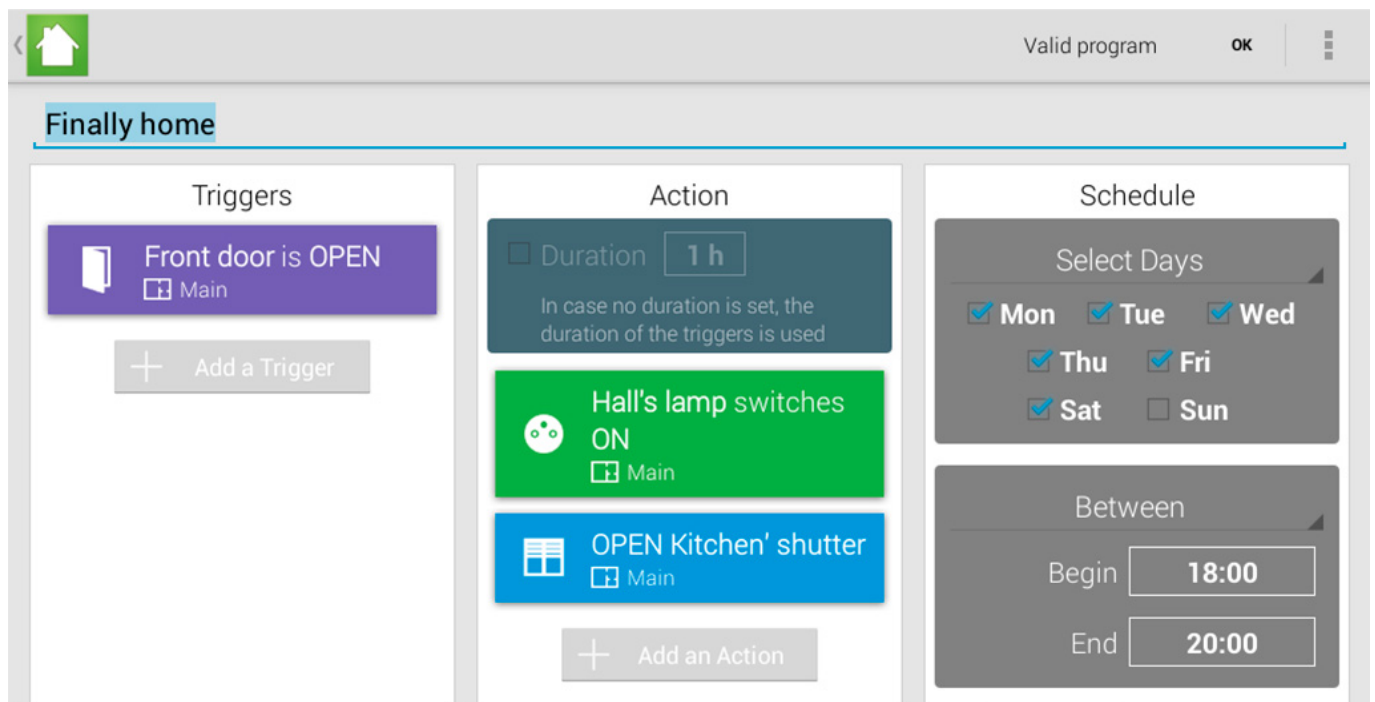 Valid program
OK
Finally home
Triggers
Front door is OPEN
Main
Add a Trigger
Action
Duration 1 h
In case no duration is set, the
duration of the triggers is used
Hall's lamp switches
ON
Main
OPEN Kitchen' shutter
Main
Add an Action
Schedule
Select Days
Mon Tue Wed
Thu Fri
Sat Sun
Between
Begin 18:00
End 20:00